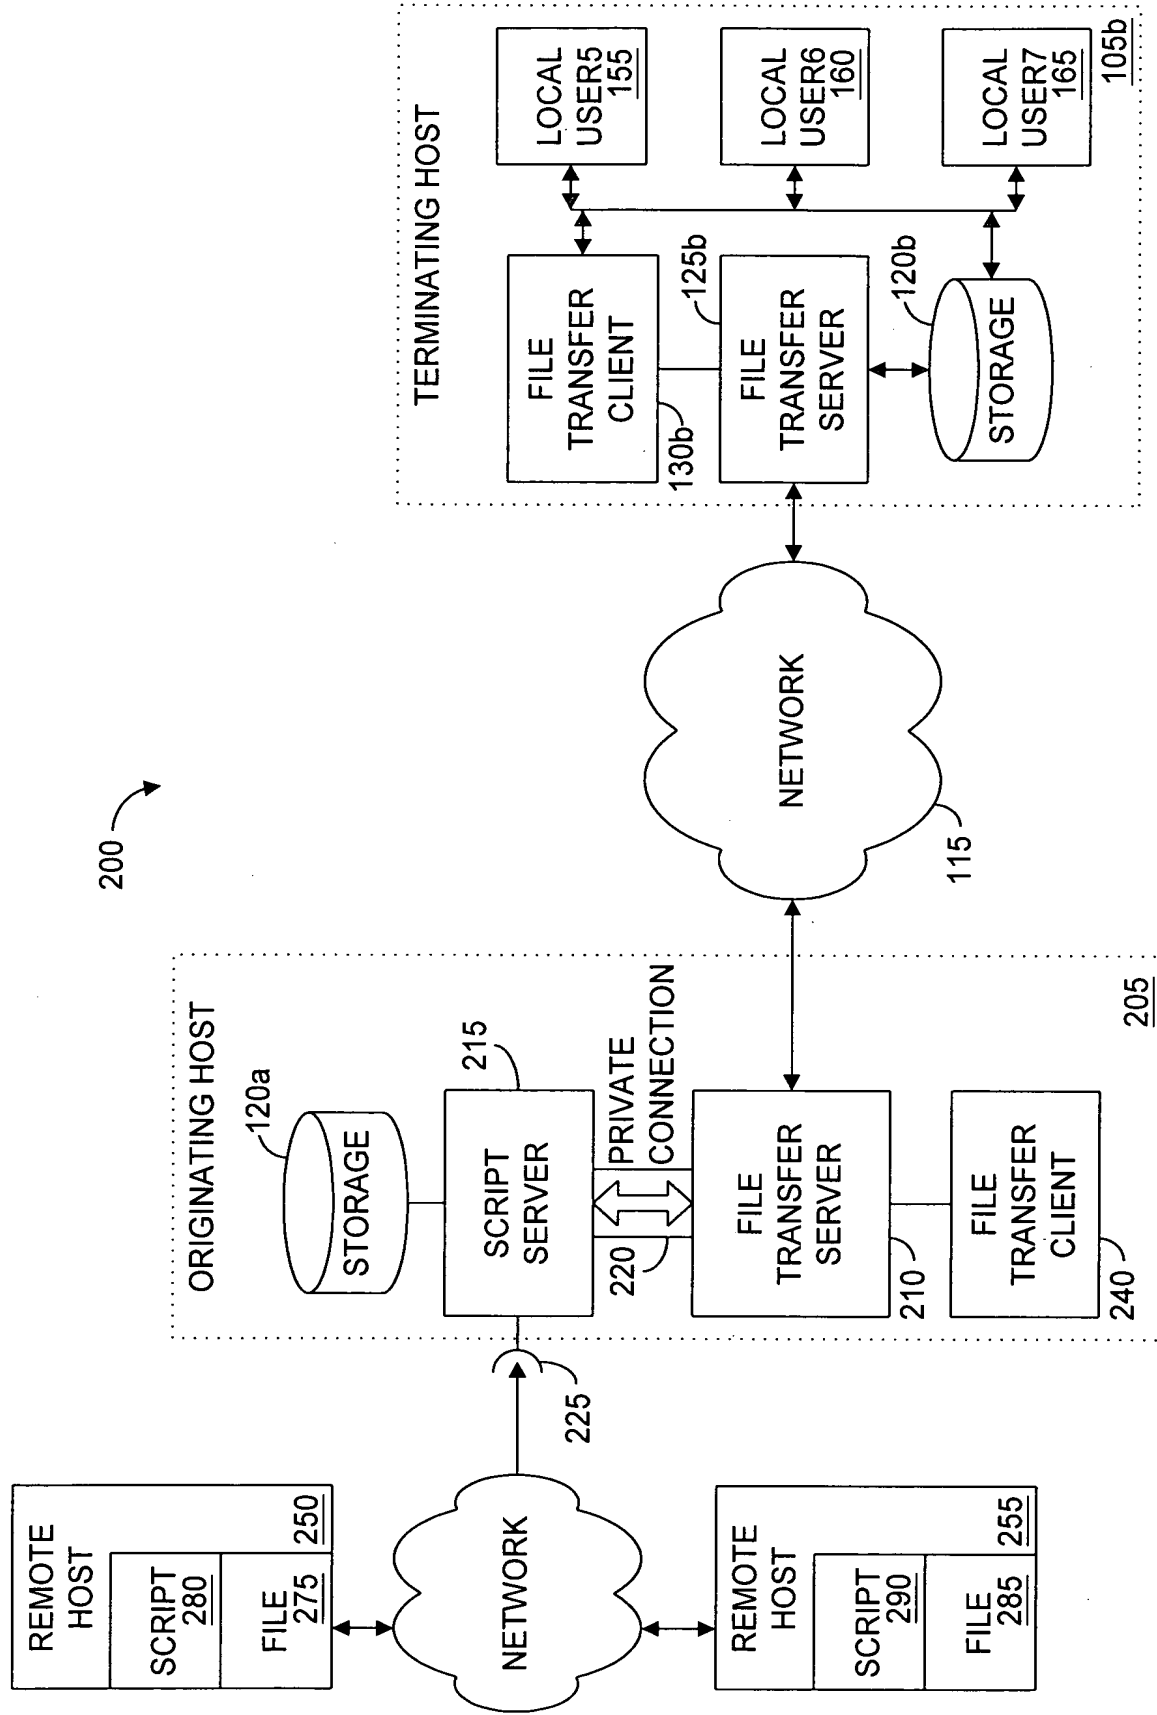 200
REMOTE
HOST
SCRIPT
280
FILE
275
250
NETWORK
REMOTE
HOST
SCRIPT
290
FILE
285
255
225
ORIGINATING HOST
120a
STORAGE
SCRIPT
SERVER
215
PRIVATE
CONNECTION
220
FILE
TRANSFER
SERVER
210
FILE
TRANSFER
CLIENT
240
205
NETWORK
115
TERMINATING HOST
FILE
TRANSFER
CLIENT
130b
125b
FILE
TRANSFER
SERVER
120b
STORAGE
LOCAL
USER5
155
LOCAL
USER6
160
LOCAL
USER7
165
105b